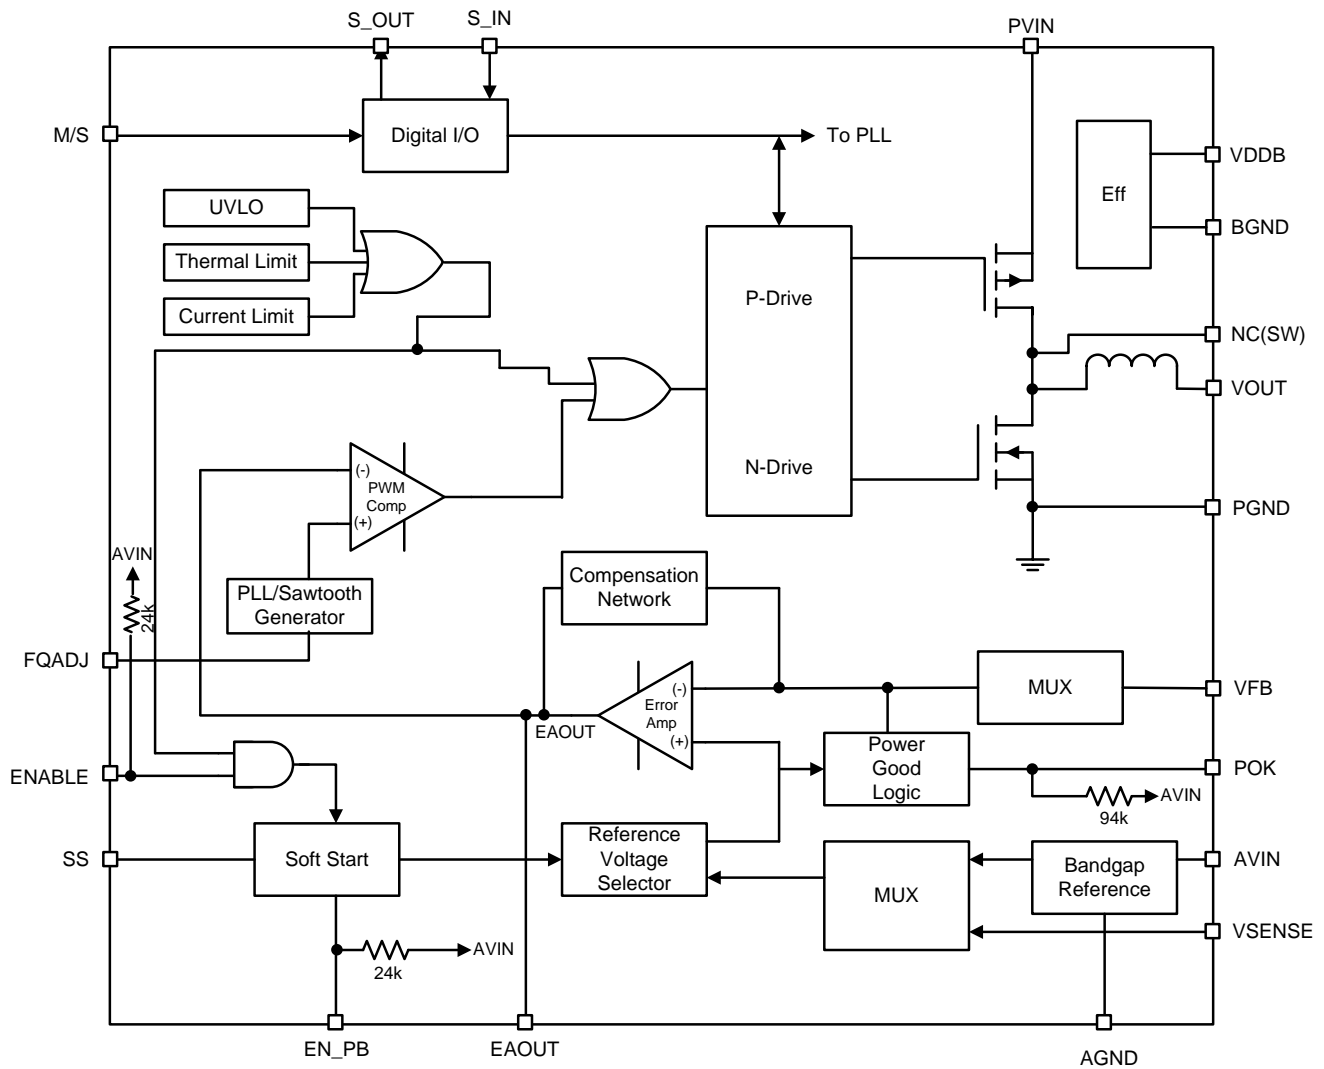 S_OUT
S_IN
PVIN
M/S
Digital I/O
To PLL
VDDB
Eff
BGND
UVLO
Thermal Limit
Current Limit
P-Drive
N-Drive
NC(SW)
VOUT
PGND
(-)
PWM
Comp
(+)
AVIN
24k
PLL/Sawtooth
Generator
FQADJ
Compensation
Network
(-)
Error
Amp
(+)
EAOUT
MUX
VFB
Power
Good
Logic
POK
94k
AVIN
ENABLE
SS
Soft Start
Reference
Voltage
Selector
MUX
Bandgap
Reference
AVIN
VSENSE
24k
AVIN
EN_PB
EAOUT
AGND